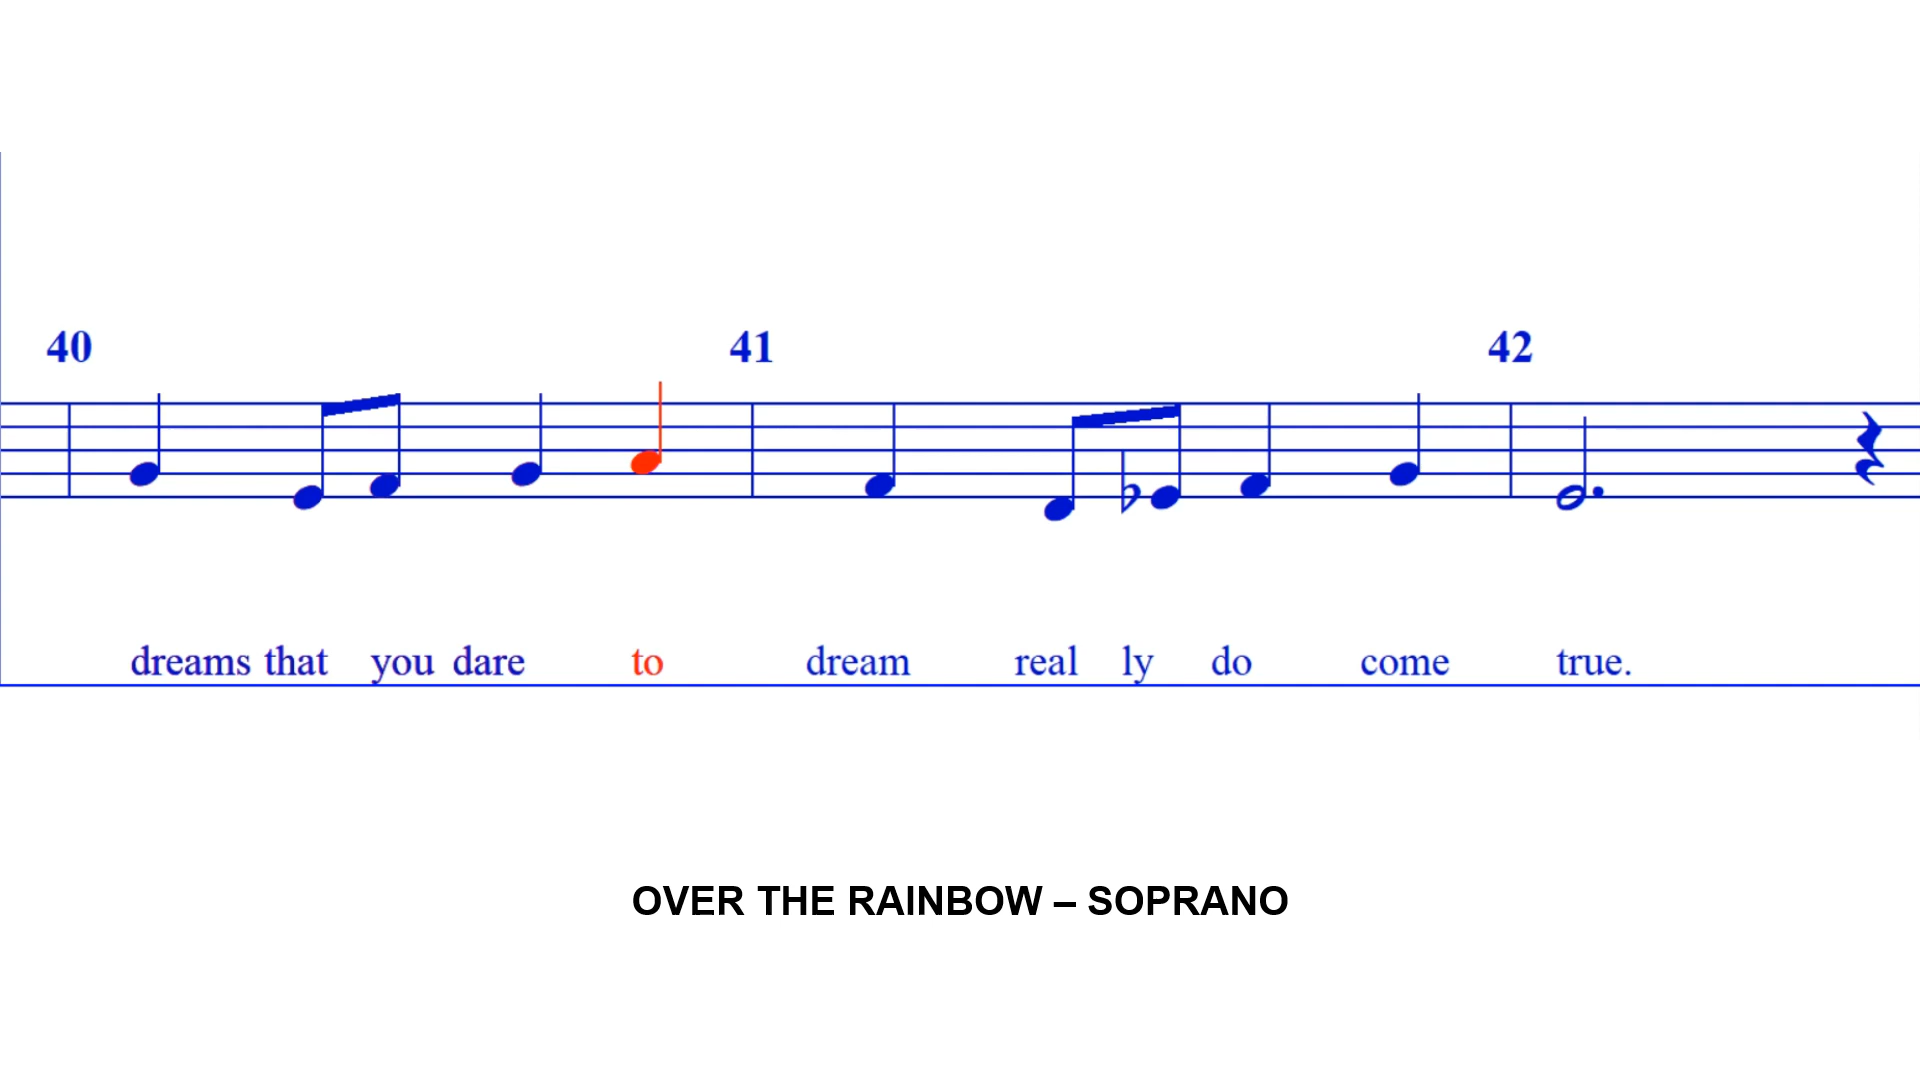 40 41 42
dreams that you dare to dream real ly do come true.
OVER THE RAINBOW – SOPRANO